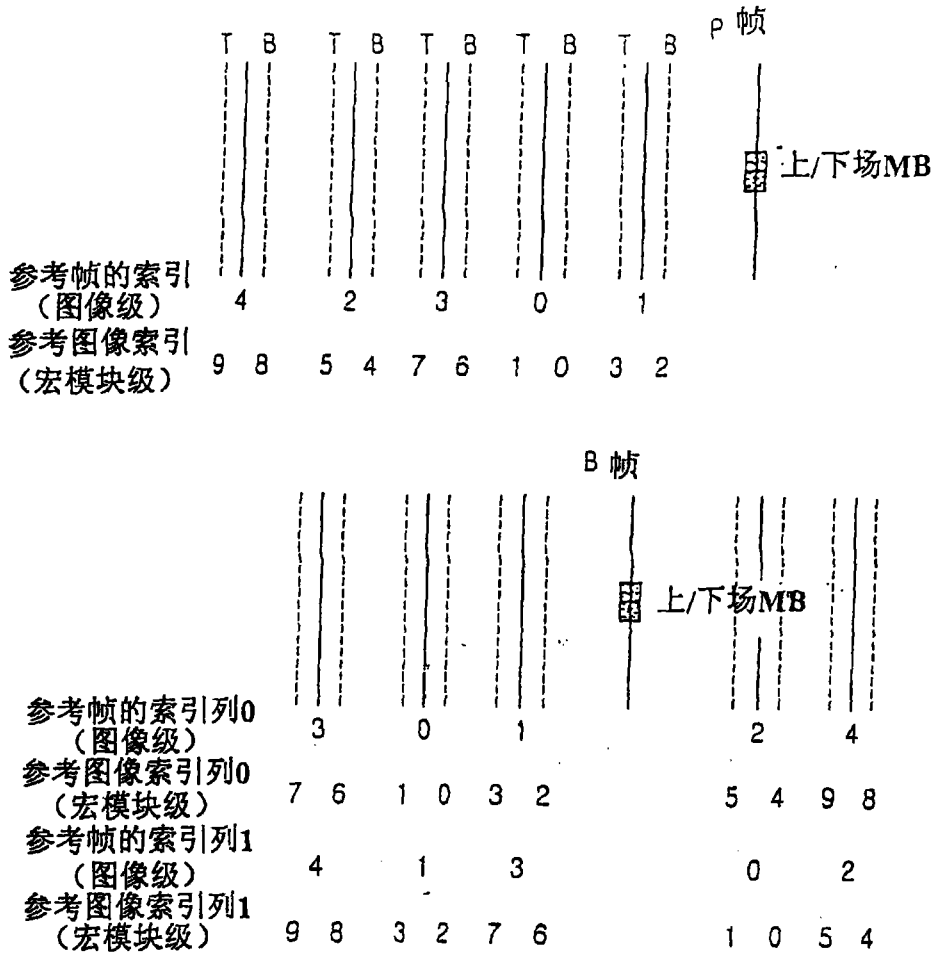 P 帧
T B T B T B T B T B
上/下场MB
参考帧的索引
（图像级） 4 2 3 0 1
参考图像索引
（宏模块级） 9 8 5 4 7 6 1 0 3 2
B 帧
上/下场MB
参考帧的索引列0
（图像级） 3 0 1 2 4
参考图像索引列0
（宏模块级） 7 6 1 0 3 2 5 4 9 8
参考帧的索引列1
（图像级） 4 1 3 0 2
参考图像索引列1
（宏模块级） 9 8 3 2 7 6 1 0 5 4